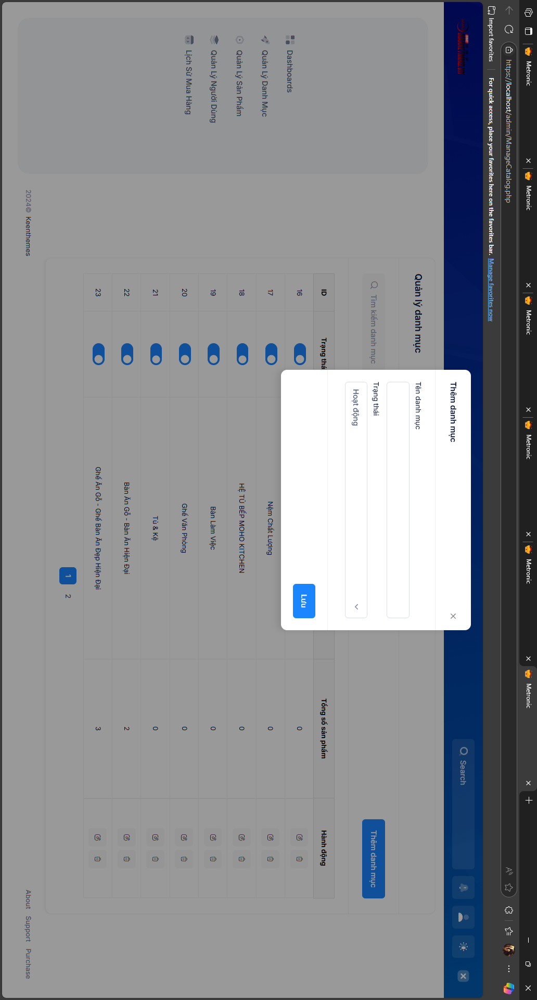 Metronic
Metronic
Metronic
Metronic
Metronic
Metronic
https://localhost/admin/ManageCatalog.php
Import favorites
For quick access, place your favorites here on the favorites bar. Manage favorites now
Search
Dashboards
Quản Lý Danh Mục
Quản Lý Sản Phẩm
Quản Lý Người Dùng
Lịch Sử Mua Hàng
Quản lý danh mục
Tìm kiếm danh mục
Thêm danh mục
Thêm danh mục
Tên danh mục
Trạng thái
Hoạt động
Lưu
ID Tổng số sản phẩm Hành động
16 0
17 Nệm Chất Lượng 0
18 HỆ TỦ BẾP MOHO KITCHEN 0
19 Bàn Làm Việc 0
20 Ghế Văn Phòng 0
21 Tủ & Kệ 0
22 Bàn Ăn Gỗ - Bàn Ăn Hiện Đại 2
23 Ghế Ăn Gỗ - Ghế Bàn Ăn Đẹp Hiện Đại 3
1 2
2024© Keenthemes
About Support Purchase